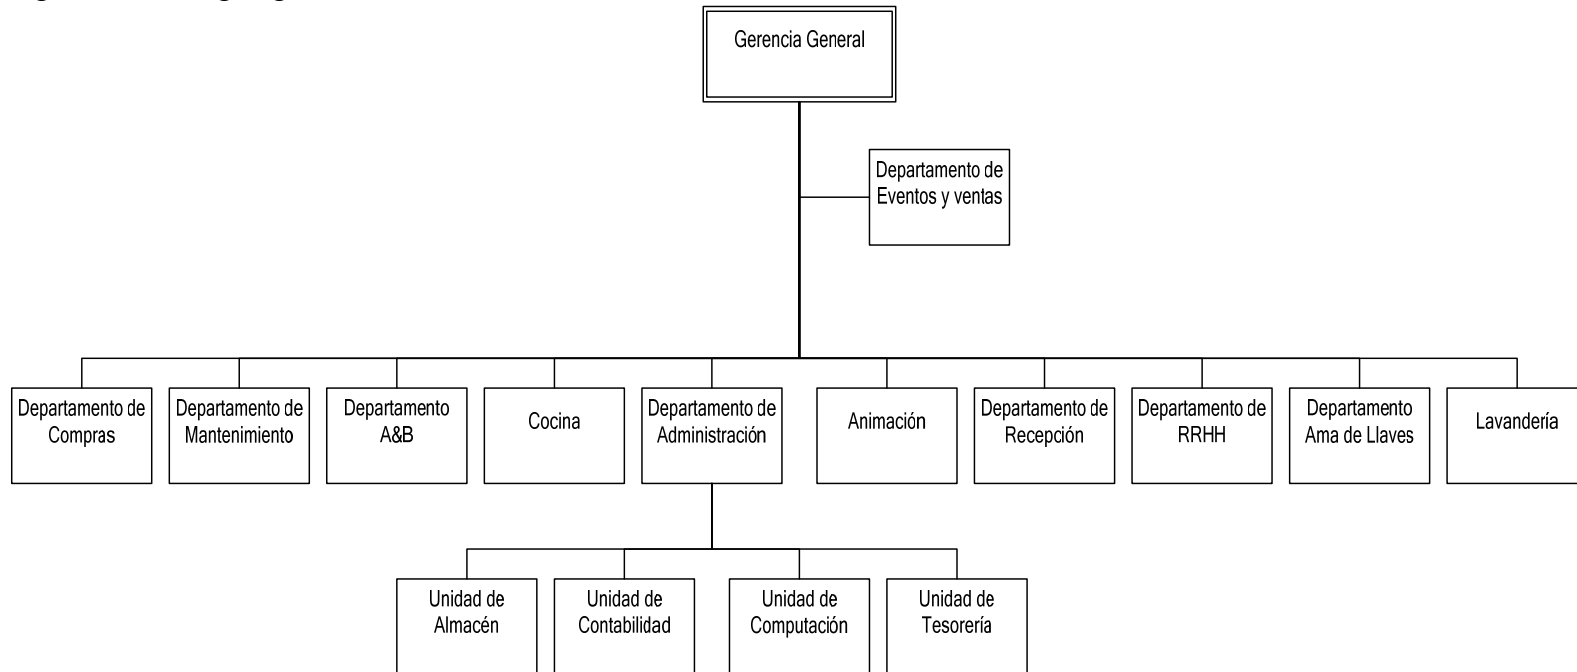 Gerencia General
Departamento de
Eventos y ventas
Departamento de
Compras
Departamento de
Mantenimiento
Departamento
A&B
Cocina
Departamento de
Administración
Animación
Departamento de
Recepción
Departamento de
RRHH
Departamento
Ama de Llaves
Lavandería
Unidad de
Almacén
Unidad de
Contabilidad
Unidad de
Computación
Unidad de
Tesorería